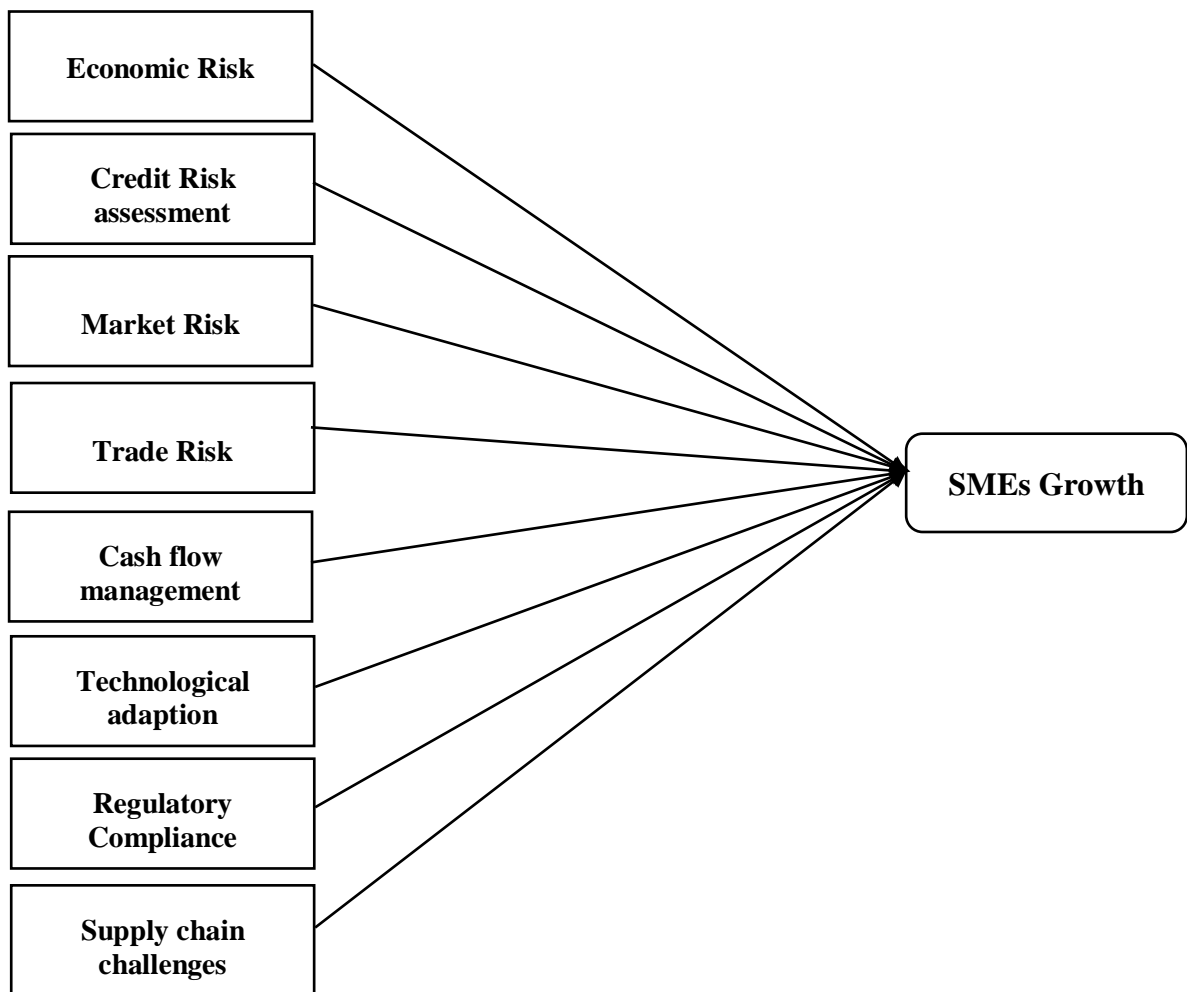 Economic Risk
Credit Risk
assessment
Market Risk
Trade Risk
Cash flow
management
Technological
adaption
Regulatory
Compliance
Supply chain
challenges
SMEs Growth